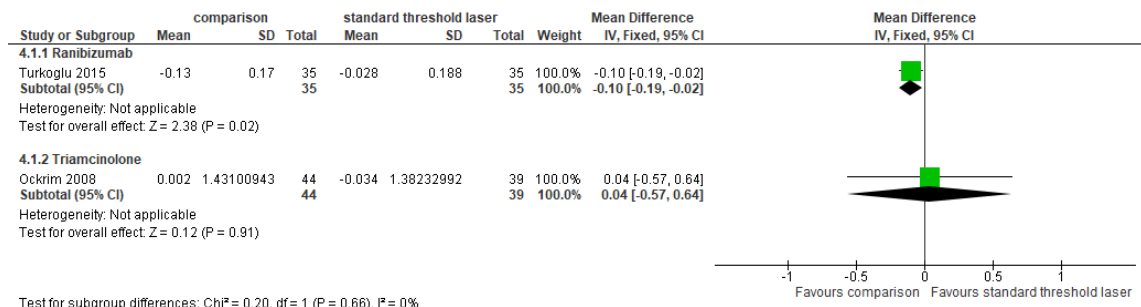 comparison standard threshold laser Mean Difference Mean Difference
Study or Subgroup Mean SD Total Mean SD Total Weight IV, Fixed, 95% CI IV, Fixed, 95% CI
4.1.1 Ranibizumab
Turkoglu 2015 -0.13 0.17 35 -0.028 0.188 35 100.0% -0.10 [-0.19, -0.02]
Subtotal (95% CI) 35 35 100.0% -0.10 [-0.19, -0.02]
Heterogeneity: Not applicable
Test for overall effect: Z = 2.38 (P = 0.02)
4.1.2 Triamcinolone
Ockrim 2008 0.002 1.43100943 44 -0.034 1.38232992 39 100.0% 0.04 [-0.57, 0.64]
Subtotal (95% CI) 44 39 100.0% 0.04 [-0.57, 0.64]
Heterogeneity: Not applicable
Test for overall effect: Z = 0.12 (P = 0.91)
-1 -0.5 0 0.5 1
Favours comparison Favours standard threshold laser
Test for subgroup differences: Chi² = 0.20, df = 1 (P = 0.66), I² = 0%